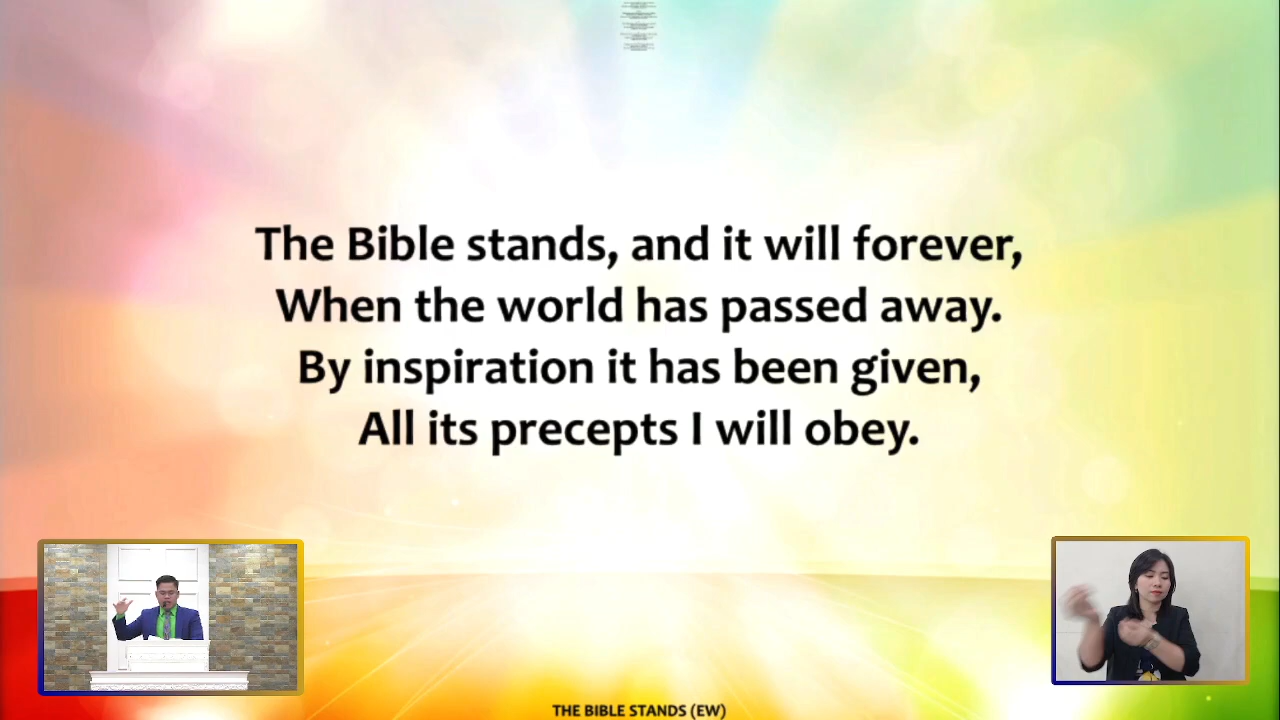 The Bible stands, and it will forever,
When the world has passed away.
By inspiration it has been given,
All its precepts I will obey.
THE BIBLE STANDS (EW)